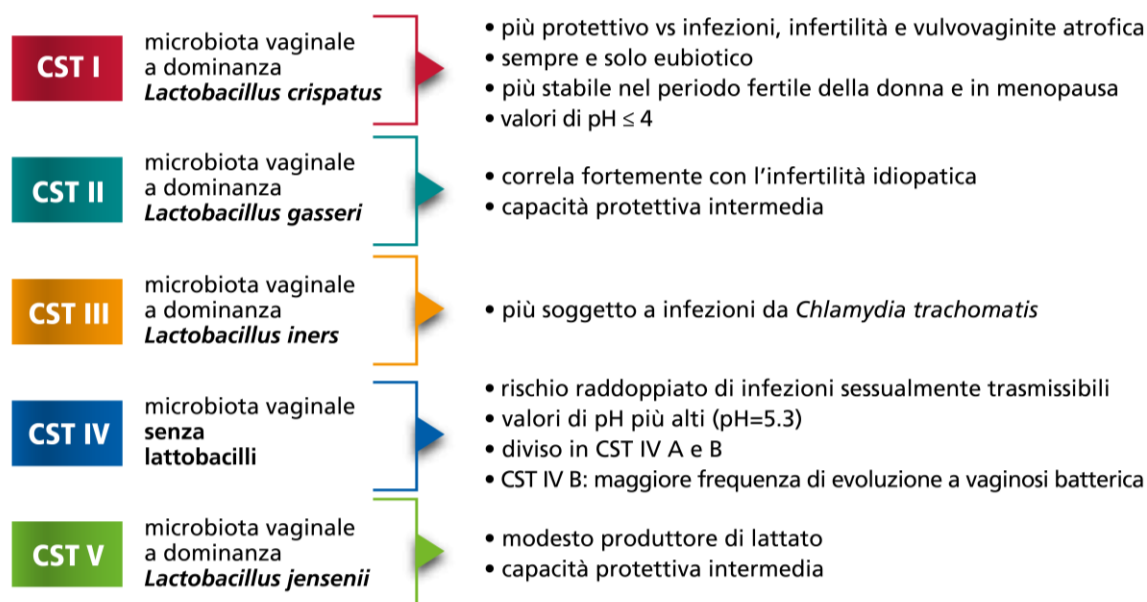 CST I
microbiota vaginale
a dominanza
Lactobacillus crispatus
• più protettivo vs infezioni, infertilità e vulvovaginite atrofica
• sempre e solo eubiotico
• più stabile nel periodo fertile della donna e in menopausa
• valori di pH ≤ 4
CST II
microbiota vaginale
a dominanza
Lactobacillus gasseri
• correla fortemente con l'infertilità idiopatica
• capacità protettiva intermedia
CST III
microbiota vaginale
a dominanza
Lactobacillus iners
• più soggetto a infezioni da Chlamydia trachomatis
CST IV
microbiota vaginale
senza
lattobacilli
• rischio raddoppiato di infezioni sessualmente trasmissibili
• valori di pH più alti (pH=5.3)
• diviso in CST IV A e B
• CST IV B: maggiore frequenza di evoluzione a vaginosi batterica
CST V
microbiota vaginale
a dominanza
Lactobacillus jensenii
• modesto produttore di lattato
• capacità protettiva intermedia